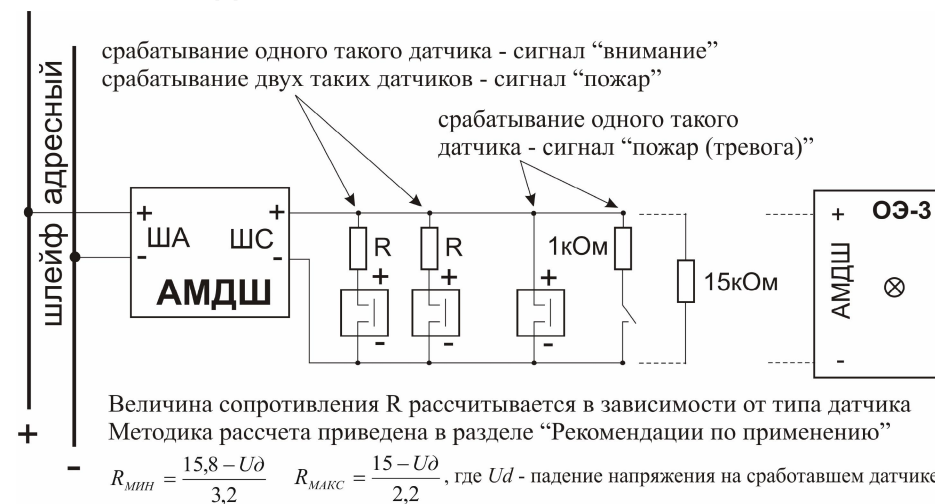 срабатывание одного такого датчика - сигнал “внимание”
срабатывание двух таких датчиков - сигнал “пожар”
срабатывание одного такого
датчика - сигнал “пожар (тревога)”
шлейф адресный
+
-
+ +
ША ШС
- -
АМДШ
R
+
-
R
+
-
+
-
1кОм
15кОм
+ ОЭ-3
АМДШ
-
Величина сопротивления R рассчитывается в зависимости от типа датчика
Методика рассчета приведена в разделе “Рекомендации по применению”
R_МИН = (15,8 – Uд) / 3,2 R_МАКС = (15 – Uд) / 2,2 , где Ud - падение напряжения на сработавшем датчике